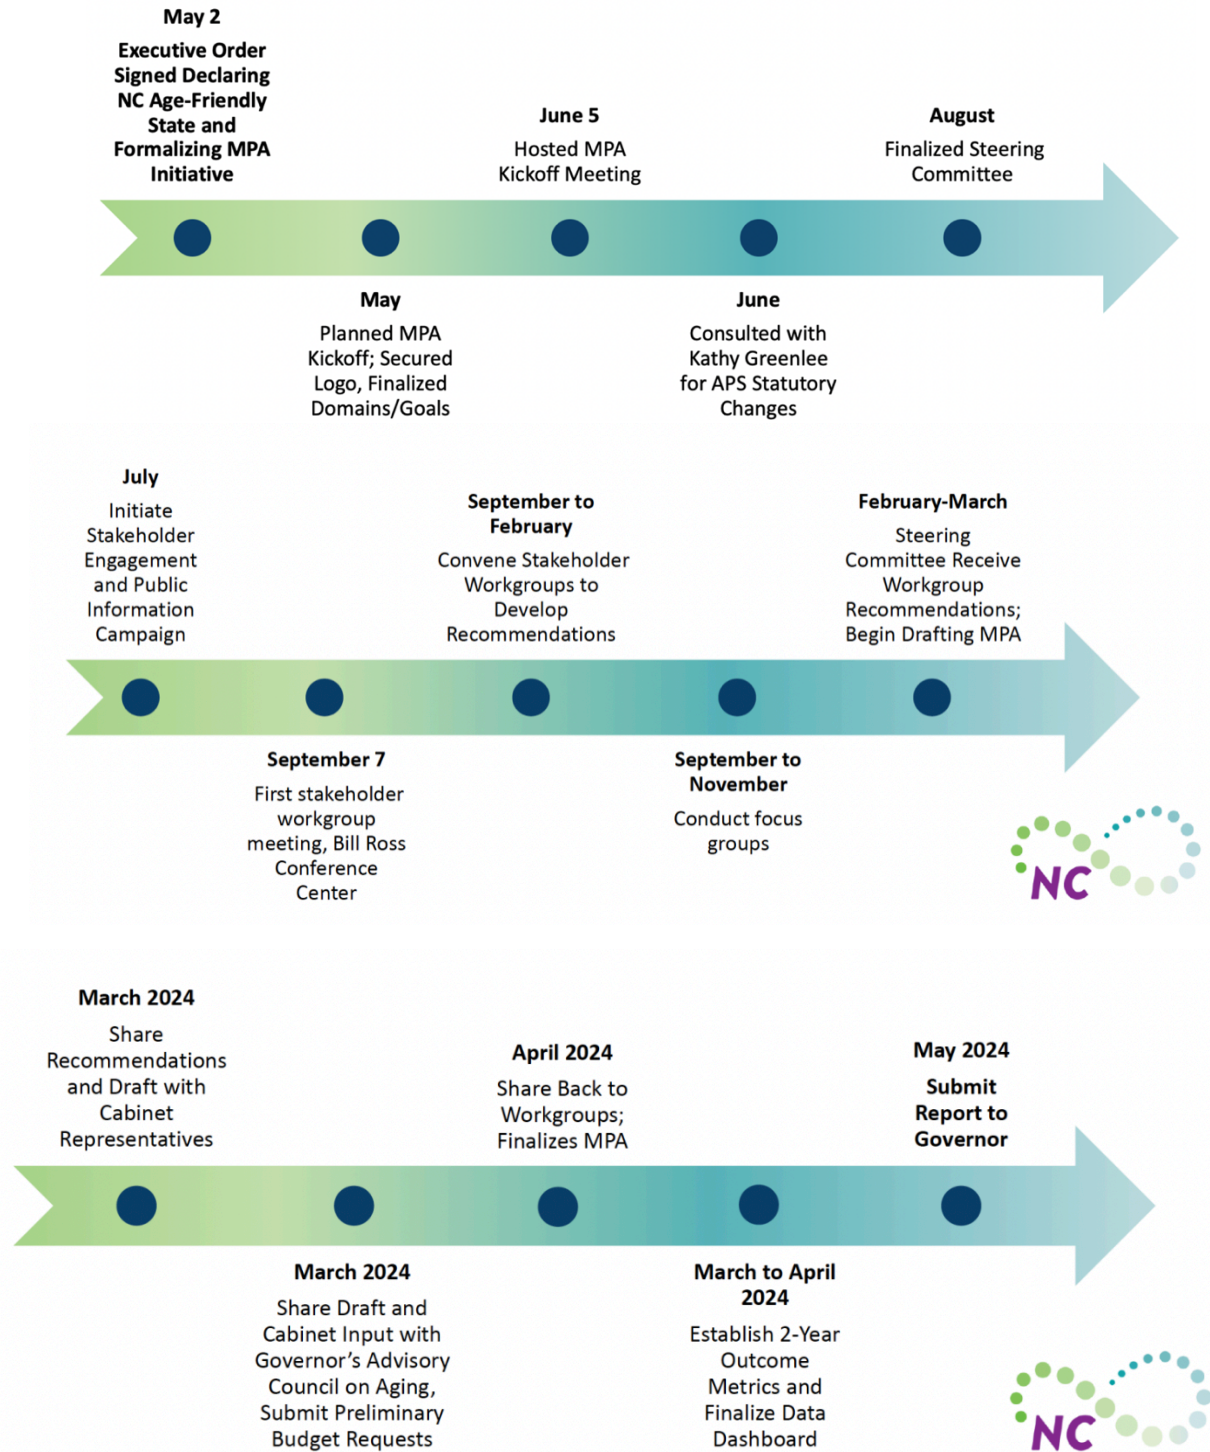 May 2
Executive Order
Signed Declaring
NC Age-Friendly
State and
Formalizing MPA
Initiative
May
Planned MPA
Kickoff; Secured
Logo, Finalized
Domains/Goals
June 5
Hosted MPA
Kickoff Meeting
June
Consulted with
Kathy Greenlee
for APS Statutory
Changes
August
Finalized Steering
Committee
July
Initiate
Stakeholder
Engagement
and Public
Information
Campaign
September 7
First stakeholder
workgroup
meeting, Bill Ross
Conference
Center
September to
February
Convene Stakeholder
Workgroups to
Develop
Recommendations
September to
November
Conduct focus
groups
February-March
Steering
Committee Receive
Workgroup
Recommendations;
Begin Drafting MPA
NC
March 2024
Share
Recommendations
and Draft with
Cabinet
Representatives
March 2024
Share Draft and
Cabinet Input with
Governor’s Advisory
Council on Aging,
Submit Preliminary
Budget Requests
April 2024
Share Back to
Workgroups;
Finalizes MPA
March to April
2024
Establish 2-Year
Outcome
Metrics and
Finalize Data
Dashboard
May 2024
Submit
Report to
Governor
NC